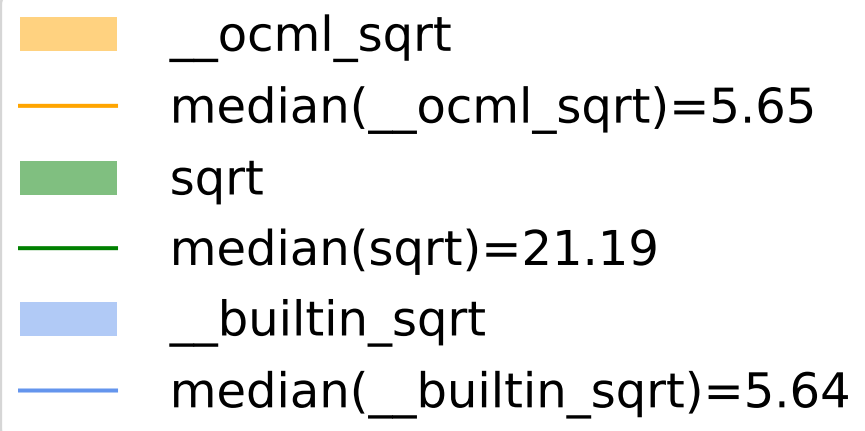 __ocml_sqrt
median(__ocml_sqrt)=5.65
sqrt
median(sqrt)=21.19
__builtin_sqrt
median(__builtin_sqrt)=5.64